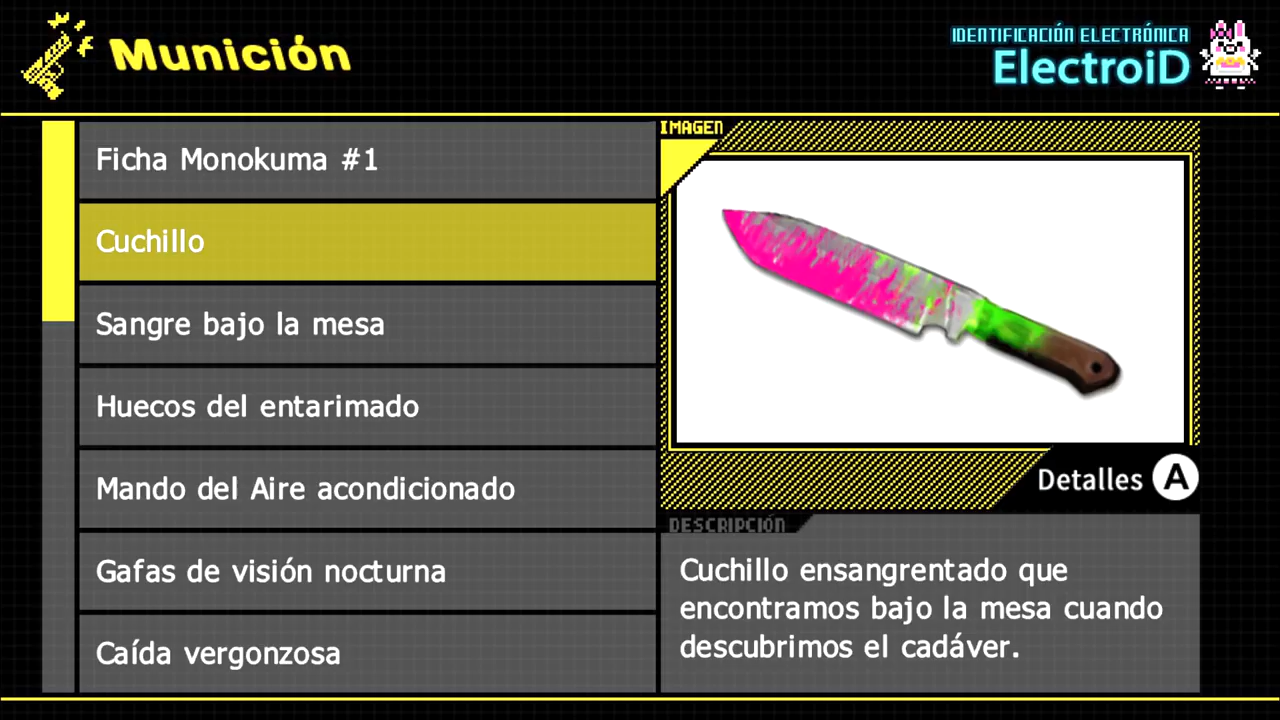 Munición
IDENTIFICACIÓN ELECTRÓNICA
ElectroiD
Ficha Monokuma #1
Cuchillo
Sangre bajo la mesa
Huecos del entarimado
Mando del Aire acondicionado
Gafas de visión nocturna
Caída vergonzosa
IMAGEN
Detalles A
DESCRIPCIÓN
Cuchillo ensangrentado que
encontramos bajo la mesa cuando
descubrimos el cadáver.